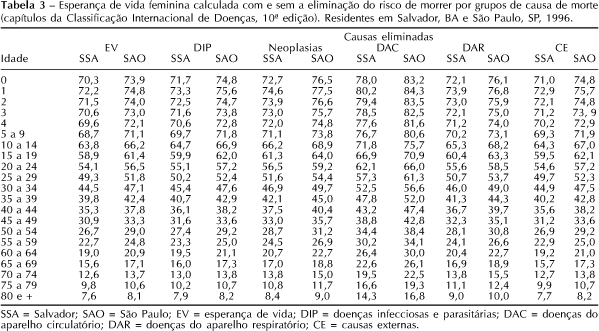 Tabela 3 – Esperança de vida feminina calculada com e sem a eliminação do risco de morrer por grupos de causa de morte
(capítulos da Classificação Internacional de Doenças, 10ª edição). Residentes em Salvador, BA e São Paulo, SP, 1996.
Causas eliminadas
EV DIP Neoplasias DAC DAR CE
Idade SSA SAO SSA SAO SSA SAO SSA SAO SSA SAO SSA SAO
0 70,3 73,9 71,7 74,8 72,7 76,5 78,0 83,2 72,1 76,1 71,0 74,8
1 72,2 74,8 73,3 75,6 74,6 77,5 80,2 84,3 73,9 76,8 72,9 75,7
2 71,5 74,0 72,5 74,7 73,9 76,6 79,4 83,5 73,0 75,9 72,1 74,8
3 70,6 73,0 71,6 73,8 73,0 75,7 78,5 82,5 72,1 75,0 71,2 73, 9
4 69,6 72,1 70,6 72,8 72,0 74,8 77,6 81,6 71,2 74,0 70,2 72,9
5 a 9 68,7 71,1 69,7 71,8 71,1 73,8 76,7 80,6 70,2 73,1 69,3 71,9
10 a 14 63,8 66,2 64,7 66,9 66,2 68,9 71,8 75,7 65,3 68,2 64,3 67,0
15 a 19 58,9 61,4 59,9 62,0 61,3 64,0 66,9 70,9 60,4 63,3 59,5 62,1
20 a 24 54,1 56,5 55,1 57,2 56,5 59,2 62,1 66,0 55,6 58,5 54,6 57,2
25 a 29 49,3 51,8 50,2 52,4 51,6 54,4 57,3 61,3 50,7 53,7 49,7 52,3
30 a 34 44,5 47,1 45,4 47,6 46,9 49,7 52,5 56,6 46,0 49,0 44,9 47,5
35 a 39 39,8 42,4 40,7 42,9 42,1 45,0 47,8 52,0 41,3 44,3 40,2 42,8
40 a 44 35,3 37,8 36,1 38,2 37,5 40,4 43,2 47,4 36,7 39,7 35,6 38,2
45 a 49 30,9 33,3 31,6 33,6 33,0 35,7 38,8 42,8 32,3 35,1 31,2 33,6
50 a 54 26,7 29,0 27,4 29,2 28,7 31,2 34,4 38,4 28,1 30,8 26,9 29,2
55 a 59 22,7 24,8 23,3 25,0 24,5 26,9 30,2 34,1 24,1 26,6 22,9 25,0
60 a 64 19,0 20,9 19,5 21,1 20,7 22,7 26,4 30,0 20,4 22,7 19,2 21,0
65 a 69 15,6 17,1 16,0 17,3 17,0 18,8 22,6 26,1 16,9 18,9 15,7 17,3
70 a 74 12,6 13,7 13,0 13,8 13,8 15,0 19,5 22,5 13,8 15,5 12,7 13,8
75 a 79 9,8 10,6 10,2 10,7 10,8 11,7 16,6 19,3 11,1 12,4 9,9 10,7
80 e + 7,6 8,1 7,9 8,2 8,4 9,0 14,3 16,8 9,0 10,0 7,7 8,2
SSA = Salvador; SAO = São Paulo; EV = esperança de vida; DIP = doenças infecciosas e parasitárias; DAC = doenças do
aparelho circulatório; DAR = doenças do aparelho respiratório; CE = causas externas.